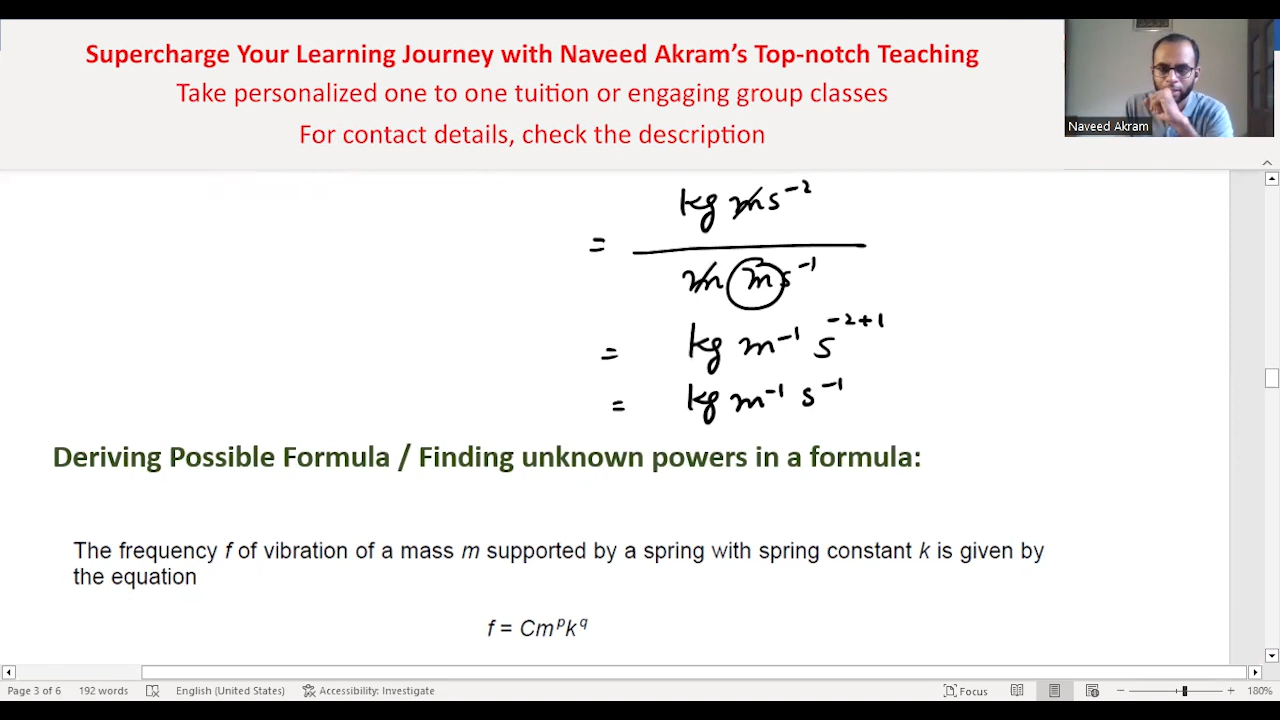 Supercharge Your Learning Journey with Naveed Akram’s Top-notch Teaching
Take personalized one to one tuition or engaging group classes
For contact details, check the description
Naveed Akram
kg m s⁻²
=
m m s⁻¹
= kg m⁻¹ s⁻²⁺¹
= kg m⁻¹ s⁻¹
Deriving Possible Formula / Finding unknown powers in a formula:
The frequency f of vibration of a mass m supported by a spring with spring constant k is given by
the equation
f = Cmᵖk^q
Page 3 of 6 192 words English (United States) Accessibility: Investigate Focus 180%